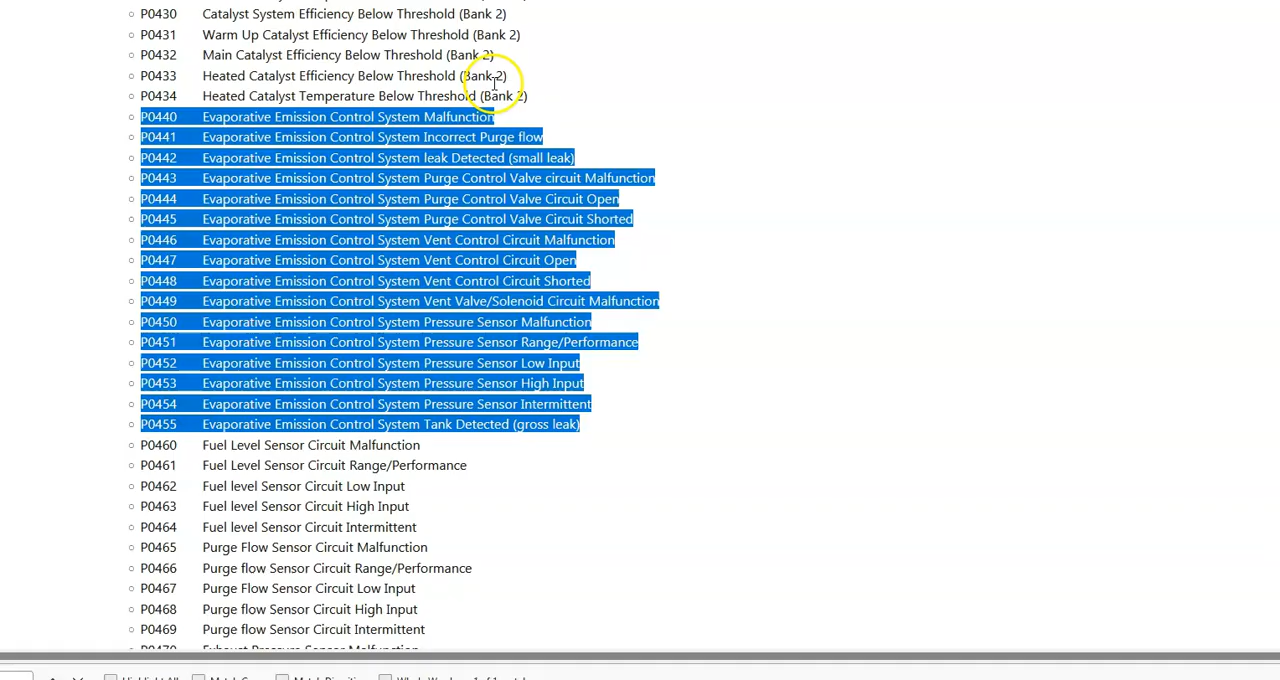 P0430 Catalyst System Efficiency Below Threshold (Bank 2)
P0431 Warm Up Catalyst Efficiency Below Threshold (Bank 2)
P0432 Main Catalyst Efficiency Below Threshold (Bank 2)
P0433 Heated Catalyst Efficiency Below Threshold (Bank 2)
P0434 Heated Catalyst Temperature Below Threshold (Bank 2)
P0440 Evaporative Emission Control System Malfunction
P0441 Evaporative Emission Control System Incorrect Purge flow
P0442 Evaporative Emission Control System leak Detected (small leak)
P0443 Evaporative Emission Control System Purge Control Valve circuit Malfunction
P0444 Evaporative Emission Control System Purge Control Valve Circuit Open
P0445 Evaporative Emission Control System Purge Control Valve Circuit Shorted
P0446 Evaporative Emission Control System Vent Control Circuit Malfunction
P0447 Evaporative Emission Control System Vent Control Circuit Open
P0448 Evaporative Emission Control System Vent Control Circuit Shorted
P0449 Evaporative Emission Control System Vent Valve/Solenoid Circuit Malfunction
P0450 Evaporative Emission Control System Pressure Sensor Malfunction
P0451 Evaporative Emission Control System Pressure Sensor Range/Performance
P0452 Evaporative Emission Control System Pressure Sensor Low Input
P0453 Evaporative Emission Control System Pressure Sensor High Input
P0454 Evaporative Emission Control System Pressure Sensor Intermittent
P0455 Evaporative Emission Control System Tank Detected (gross leak)
P0460 Fuel Level Sensor Circuit Malfunction
P0461 Fuel Level Sensor Circuit Range/Performance
P0462 Fuel level Sensor Circuit Low Input
P0463 Fuel level Sensor Circuit High Input
P0464 Fuel level Sensor Circuit Intermittent
P0465 Purge Flow Sensor Circuit Malfunction
P0466 Purge flow Sensor Circuit Range/Performance
P0467 Purge Flow Sensor Circuit Low Input
P0468 Purge flow Sensor Circuit High Input
P0469 Purge flow Sensor Circuit Intermittent
P0470 Exhaust Pressure Sensor Malfunction